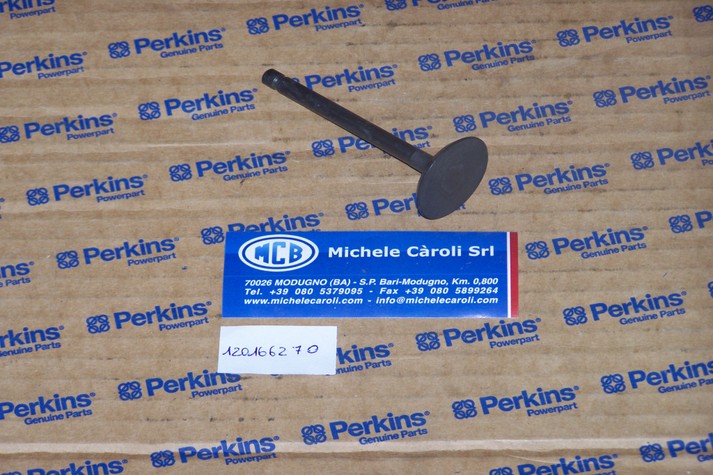 Perkins
Genuine Parts
Perkins
Powerpart
MCB
Michele Càroli Srl
70026 MODUGNO (BA) - S.P. Bari-Modugno, Km. 0,800
Tel. +39 080 5379095 - Fax +39 080 5899264
www.michelecaroli.com - info@michelecaroli.com
120166270